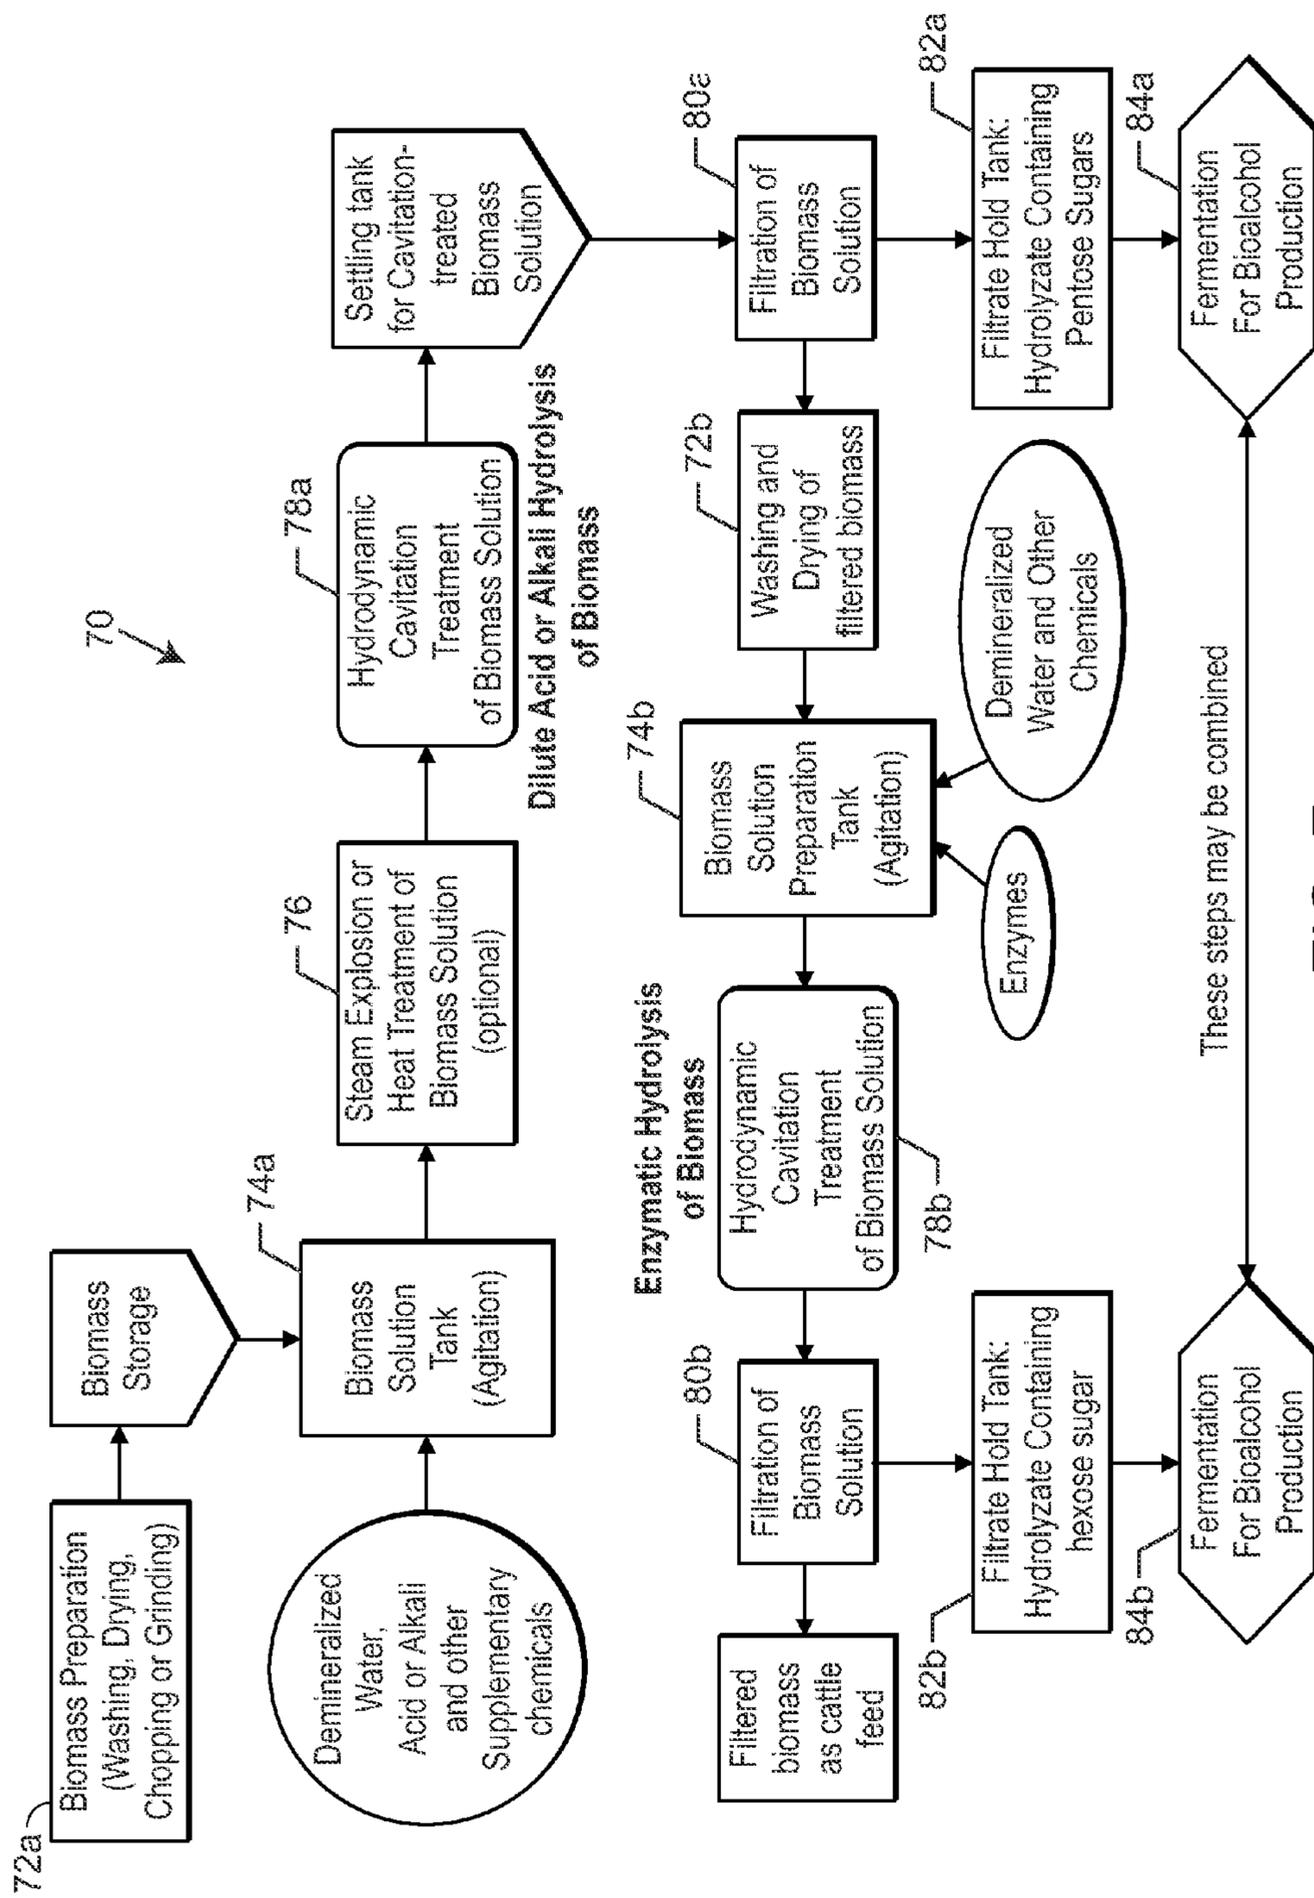 70
72a
Biomass Preparation
(Washing, Drying,
Chopping or Grinding)
Biomass
Storage
Demineralized
Water,
Acid or Alkali
and other
Supplementary
chemicals
74a
Biomass
Solution
Tank
(Agitation)
76
Steam Explosion or
Heat Treatment of
Biomass Solution
(optional)
78a
Hydrodynamic
Cavitation
Treatment
of Biomass Solution
Dilute Acid or Alkali Hydrolysis
of Biomass
Settling tank
for Cavitation-
treated
Biomass
Solution
80a
Filtration of
Biomass
Solution
72b
Washing and
Drying of
filtered biomass
74b
Biomass
Solution
Preparation
Tank
(Agitation)
Demineralized
Water and Other
Chemicals
Enzymes
Enzymatic Hydrolysis
of Biomass
Hydrodynamic
Cavitation
Treatment
of Biomass Solution
78b
80b
Filtration of
Biomass
Solution
Filtered
biomass
as cattle
feed
82a
Filtrate Hold Tank:
Hydrolyzate Containing
Pentose Sugars
82b
Filtrate Hold Tank:
Hydrolyzate Containing
hexose sugar
84a
Fermentation
For Bioalcohol
Production
84b
Fermentation
For Bioalcohol
Production
These steps may be combined